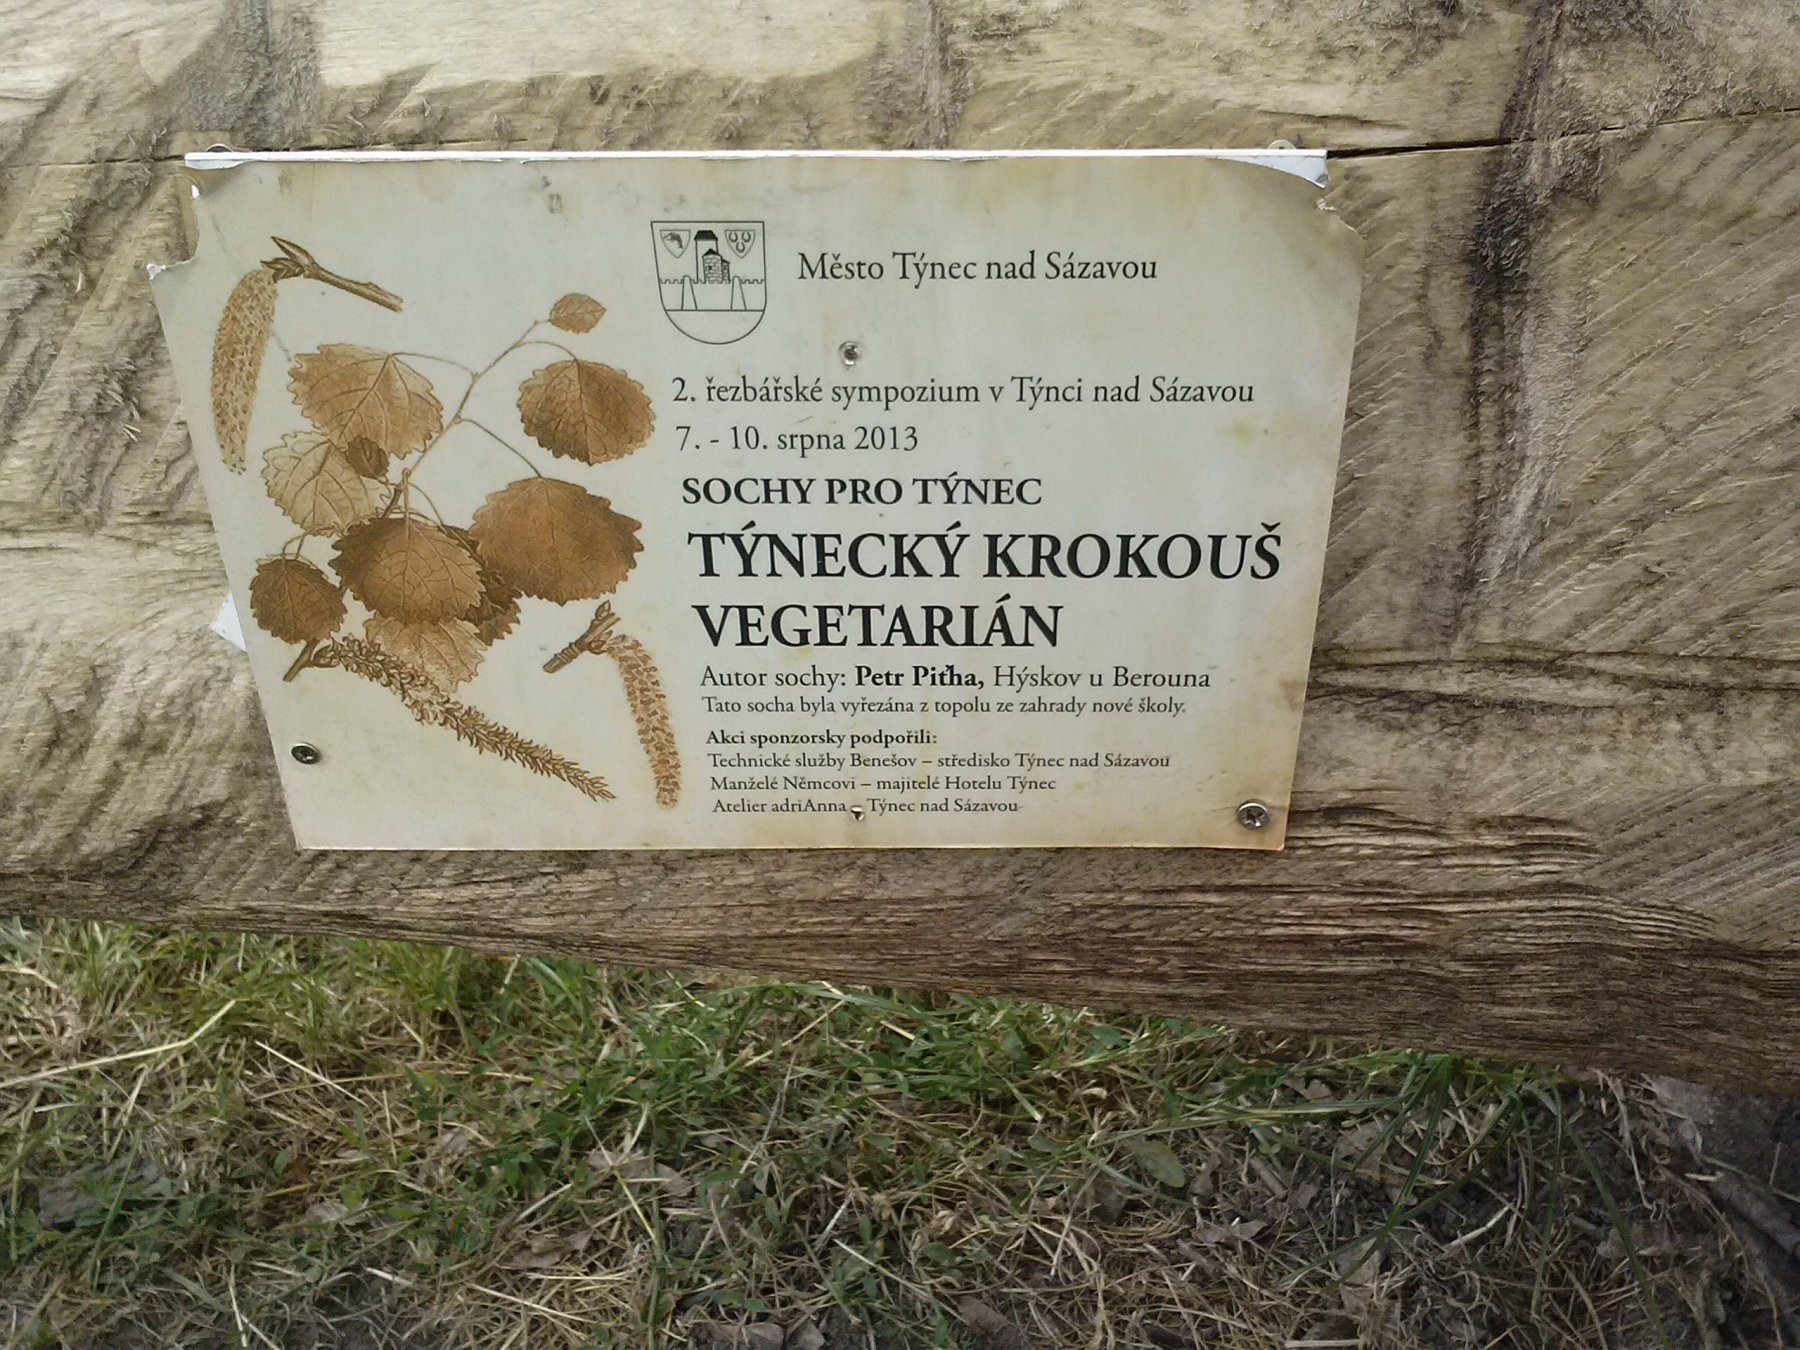 Město Týnec nad Sázavou
2. řezbářské sympozium v Týnci nad Sázavou
7. - 10. srpna 2013
SOCHY PRO TÝNEC
TÝNECKÝ KROKOUŠ
VEGETARIÁN
Autor sochy: Petr Piťha, Hýskov u Berouna
Tato socha byla vyřezána z topolu ze zahrady nové školy.
Akci sponzorsky podpořili:
Technické služby Benešov – středisko Týnec nad Sázavou
Manželé Němcovi – majitelé Hotelu Týnec
Atelier adriAnna – Týnec nad Sázavou